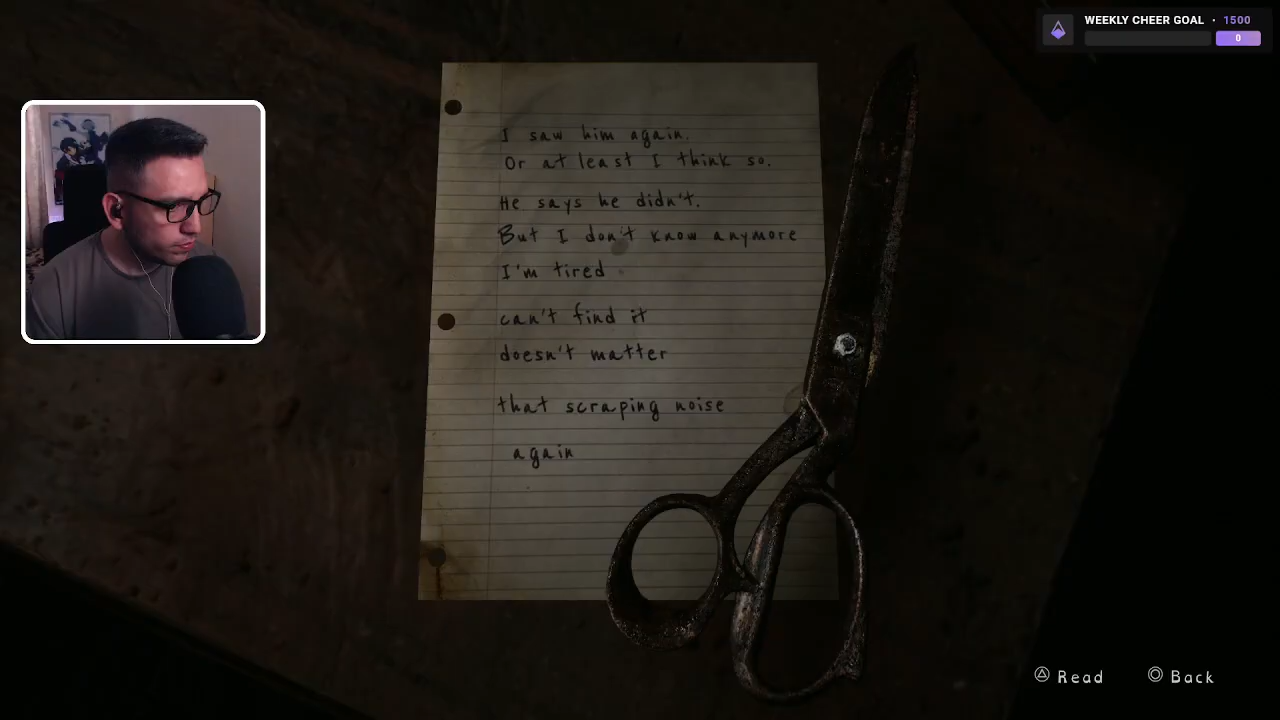 WEEKLY CHEER GOAL · 1500
0
I saw him again.
Or at least I think so.
He says he didn't.
But I don't know anymore
I'm tired
can't find it
doesn't matter
that scraping noise
again
Read
Back